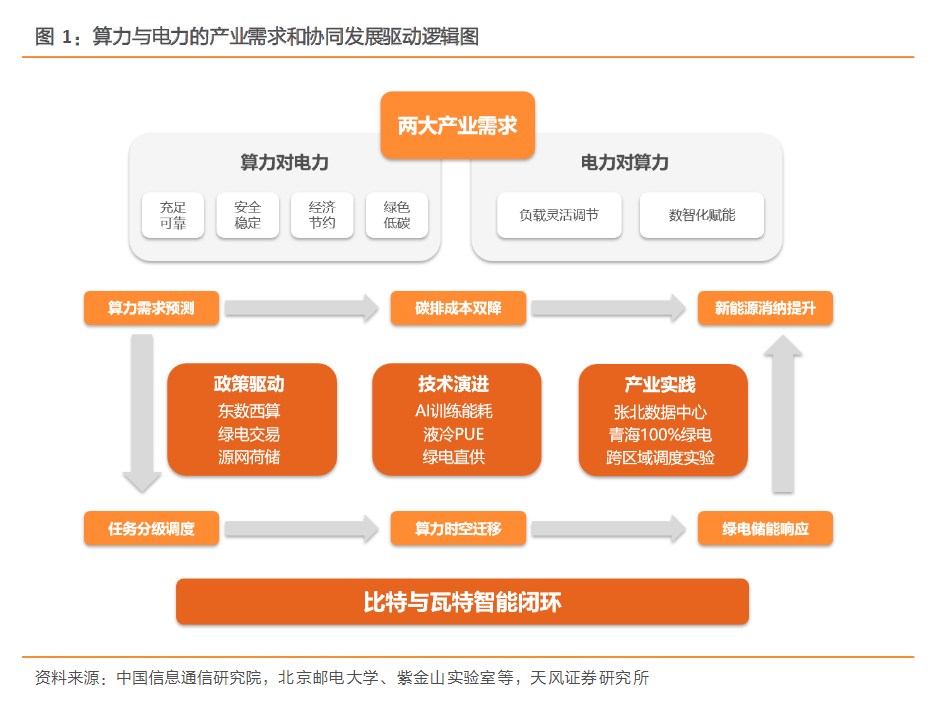 图 1：算力与电力的产业需求和协同发展驱动逻辑图
两大产业需求
算力对电力
充足
可靠
安全
稳定
经济
节约
绿色
低碳
电力对算力
负载灵活调节
数智化赋能
算力需求预测
碳排成本双降
新能源消纳提升
政策驱动
东数西算
绿电交易
源网荷储
技术演进
AI训练能耗
液冷PUE
绿电直供
产业实践
张北数据中心
青海100%绿电
跨区域调度实验
任务分级调度
算力时空迁移
绿电储能响应
比特与瓦特智能闭环
资料来源：中国信息通信研究院，北京邮电大学、紫金山实验室等，天风证券研究所